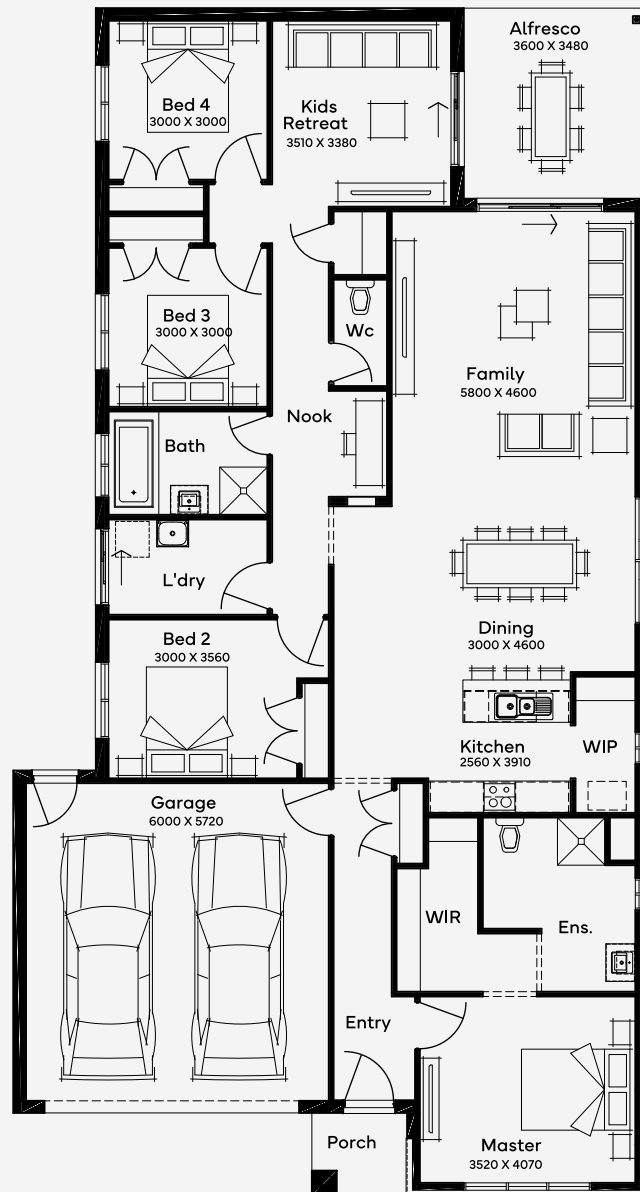 Alfresco
3600 X 3480
Bed 4
3000 X 3000
Kids
Retreat
3510 X 3380
Bed 3
3000 X 3000
Wc
Family
5800 X 4600
Nook
Bath
L'dry
Dining
3000 X 4600
Bed 2
3000 X 3560
Kitchen
2560 X 3910
WIP
Garage
6000 X 5720
WIR
Ens.
Entry
Porch
Master
3520 X 4070